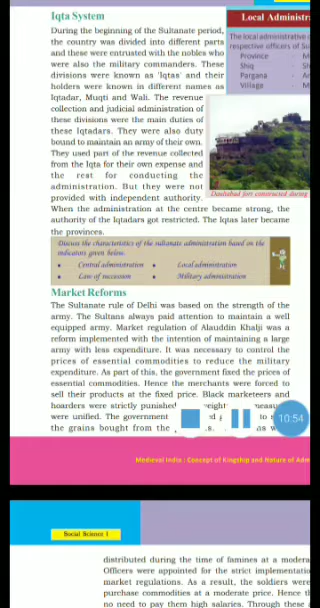 Iqta System
During the beginning of the Sultanate period,
the country was divided into different parts
and these were entrusted with the nobles who
were also the military commanders. These
divisions were known as 'Iqtas' and their
holders were known in different names as
Iqtadar, Muqti and Wali. The revenue
collection and judicial administration of
these divisions were the main duties of
these Iqtadars. They were also duty
bound to maintain an army of their own.
They used part of the revenue collected
from the Iqta for their own expense and
the rest for conducting the
administration. But they were not
provided with independent authority.
When the administration at the centre became strong, the
authority of the Iqtadars got restricted. The Iqtas later became
the provinces.
Local Administr
The local administrative
respective officers of Su
Province - M
Shiq - Sh
Pargana - A
Village - M
Daulabad fort constructed during
Discuss the characteristics of the sultanate administration based on the
indicators given below.
• Central administration • Local administration
• Law of succession • Military administration
Market Reforms
The Sultanate rule of Delhi was based on the strength of the
army. The Sultans always paid attention to maintain a well
equipped army. Market regulation of Alauddin Khalji was a
reform implemented with the intention of maintaining a large
army with less expenditure. It was necessary to control the
prices of essential commodities to reduce the military
expenditure. As part of this, the government fixed the prices of
essential commodities. Hence the merchants were forced to
sell their products at the fixed price. Black marketeers and
hoarders were strictly punished
were unified. The government
the grains bought from the
10:54
Medieval India : Concept of Kingship and Nature of Adm
Social Science I
distributed during the time of famines at a modera
Officers were appointed for the strict implementatio
market regulations. As a result, the soldiers were
purchase commodities at a moderate price. Hence t
no need to pay them high salaries. Through these